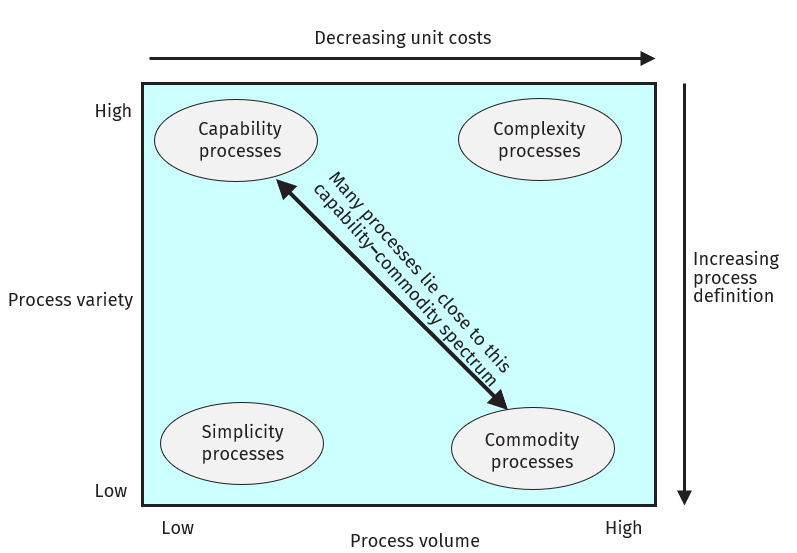 Decreasing unit costs
High
Capability
processes
Complexity
processes
Many processes lie close to this
capability–commodity spectrum
Increasing
process
definition
Process variety
Simplicity
processes
Commodity
processes
Low
Low
High
Process volume